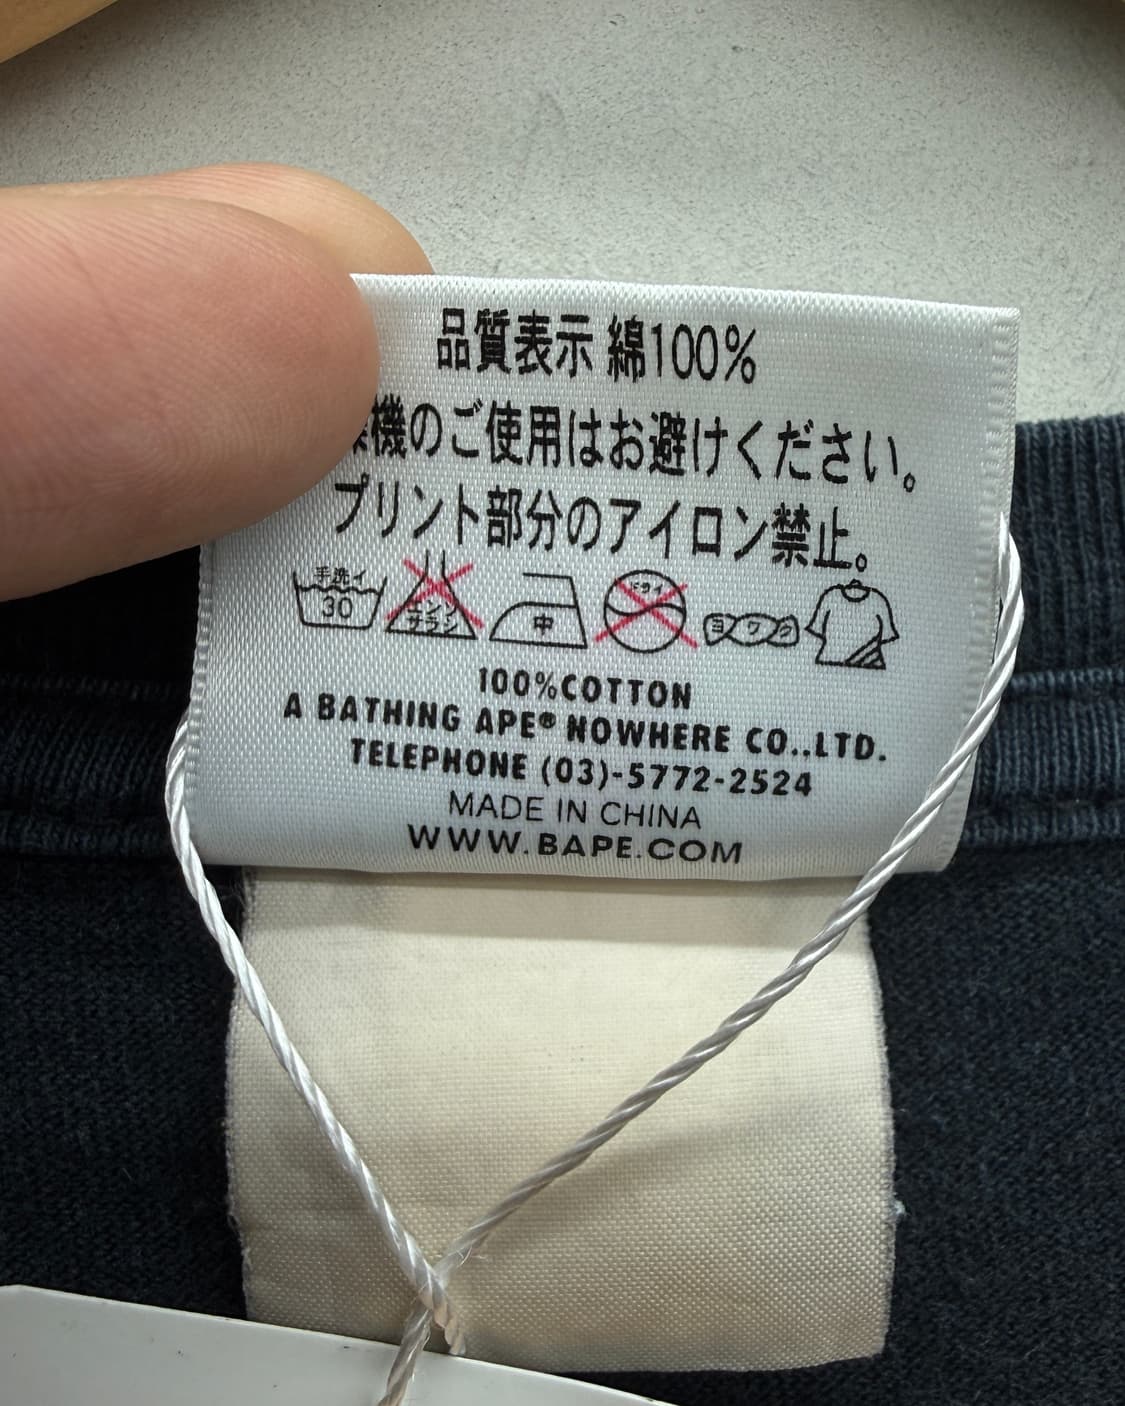 品質表示 綿100%
機のご使用はお避けください。
プリント部分のアイロン禁止。
手洗イ
30
エンソ
サラシ
中
ドライ
ヨワク
100%COTTON
A BATHING APE® NOWHERE CO.,LTD.
TELEPHONE (03)-5772-2524
MADE IN CHINA
WWW.BAPE.COM